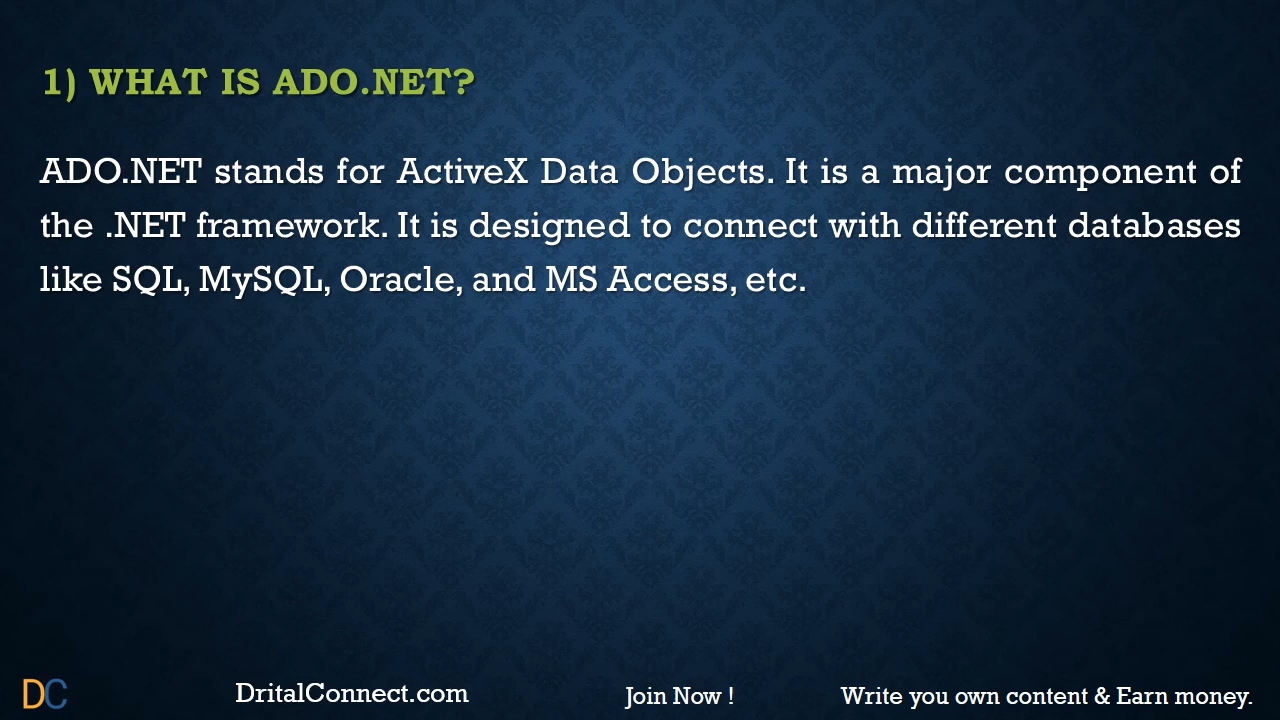 1) WHAT IS ADO.NET?
ADO.NET stands for ActiveX Data Objects. It is a major component of
the .NET framework. It is designed to connect with different databases
like SQL, MySQL, Oracle, and MS Access, etc.
DC
DritalConnect.com
Join Now !
Write you own content & Earn money.